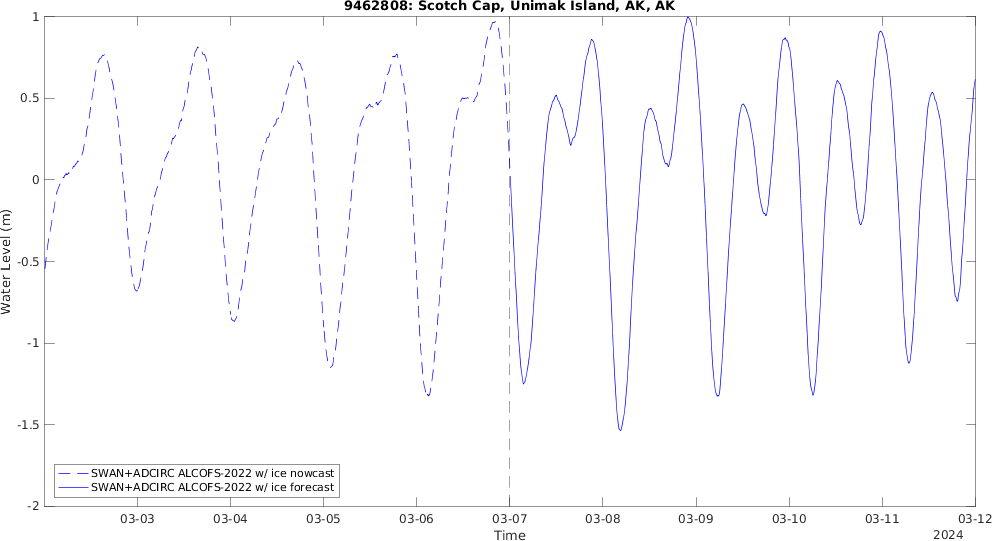 9462808: Scotch Cap, Unimak Island, AK, AK
Water Level (m)
1
0.5
0
-0.5
-1
-1.5
-2
SWAN+ADCIRC ALCOFS-2022 w/ ice nowcast
SWAN+ADCIRC ALCOFS-2022 w/ ice forecast
03-03 03-04 03-05 03-06 03-07 03-08 03-09 03-10 03-11 03-12
Time
2024